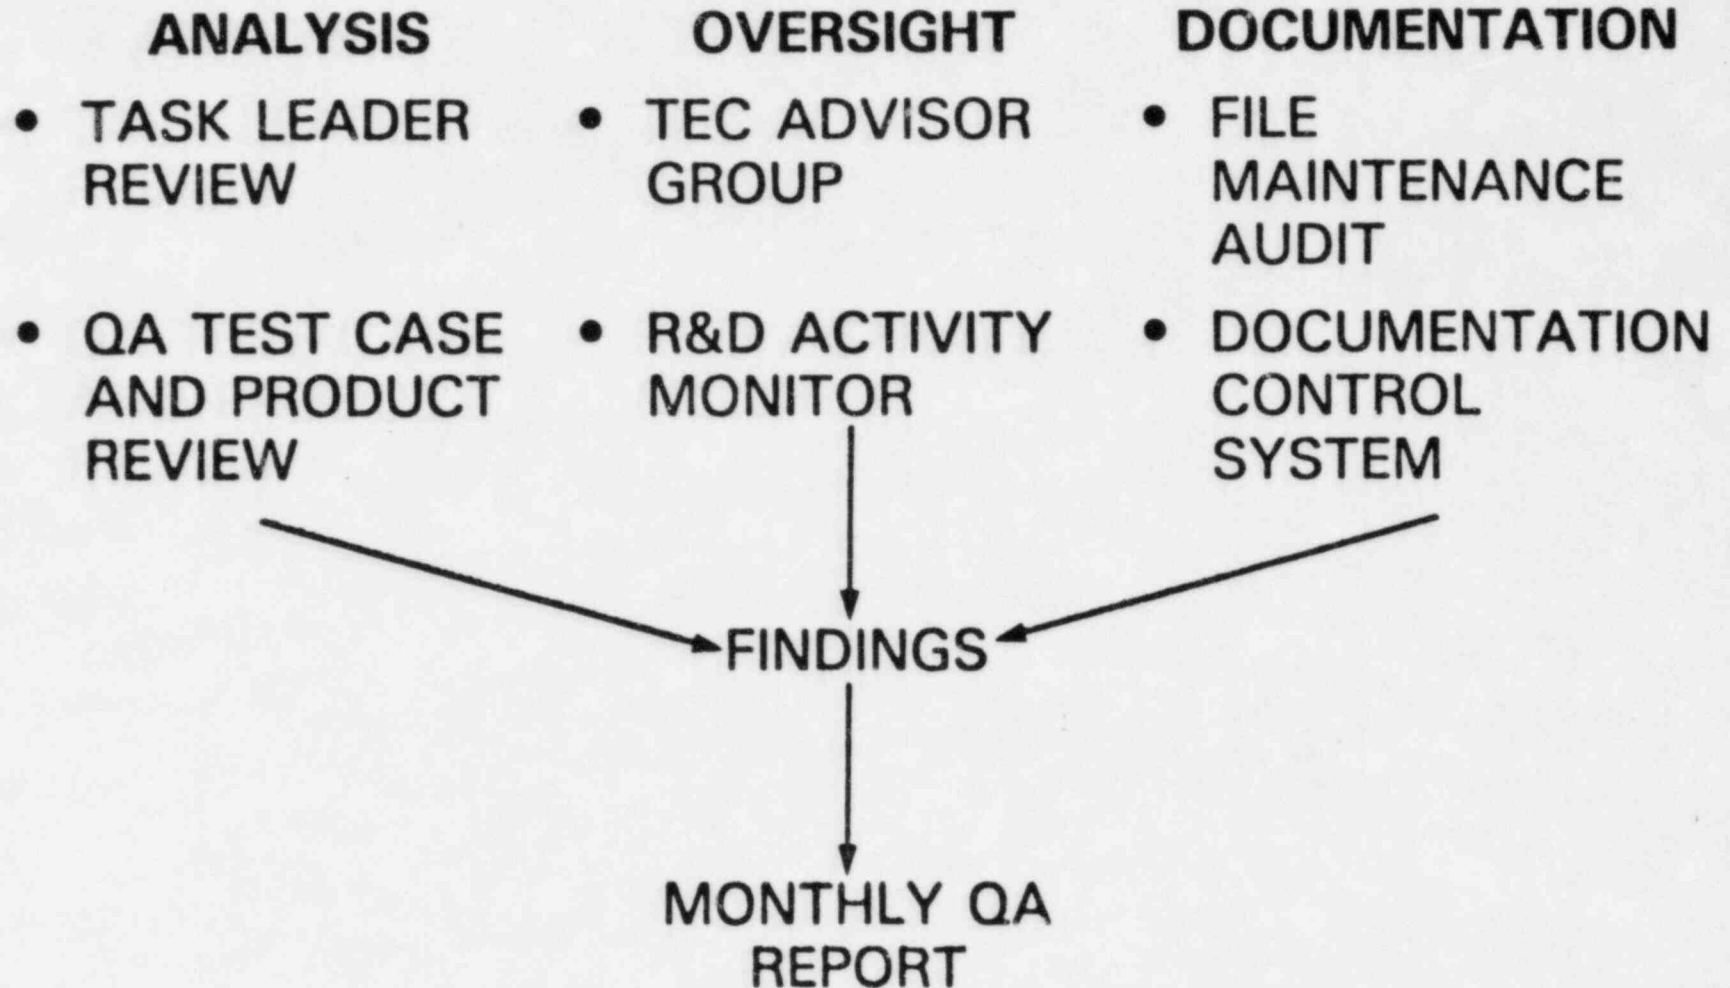 ANALYSIS
• TASK LEADER
REVIEW
• QA TEST CASE
AND PRODUCT
REVIEW
OVERSIGHT
• TEC ADVISOR
GROUP
• R&D ACTIVITY
MONITOR
DOCUMENTATION
• FILE
MAINTENANCE
AUDIT
• DOCUMENTATION
CONTROL
SYSTEM
FINDINGS
MONTHLY QA
REPORT